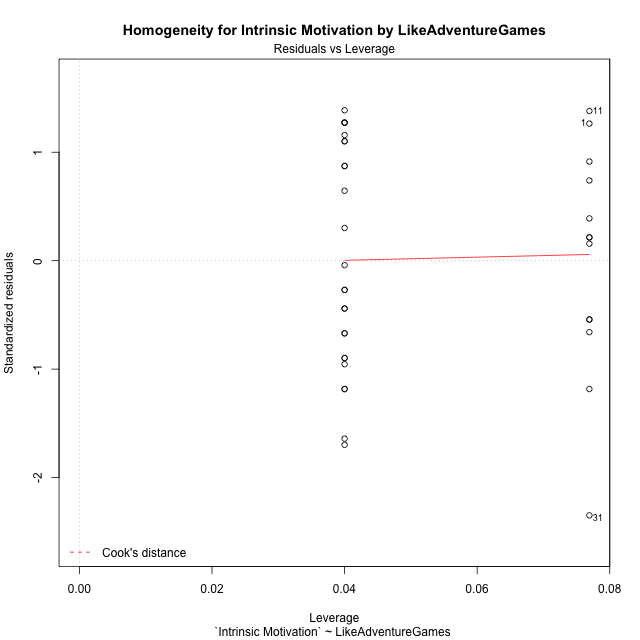 Homogeneity for Intrinsic Motivation by LikeAdventureGames
Residuals vs Leverage
11
1
1
0
-1
-2
Standardized residuals
31
Cook's distance
0.00 0.02 0.04 0.06 0.08
Leverage
`Intrinsic Motivation` ~ LikeAdventureGames